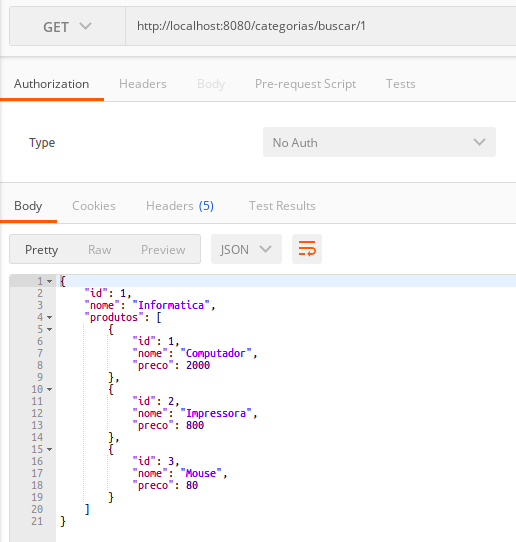 GET http://localhost:8080/categorias/buscar/1
Authorization Headers Body Pre-request Script Tests
Type No Auth
Body Cookies Headers (5) Test Results
Pretty Raw Preview JSON
1 {
2 "id": 1,
3 "nome": "Informatica",
4 "produtos": [
5 {
6 "id": 1,
7 "nome": "Computador",
8 "preco": 2000
9 },
10 {
11 "id": 2,
12 "nome": "Impressora",
13 "preco": 800
14 },
15 {
16 "id": 3,
17 "nome": "Mouse",
18 "preco": 80
19 }
20 ]
21 }